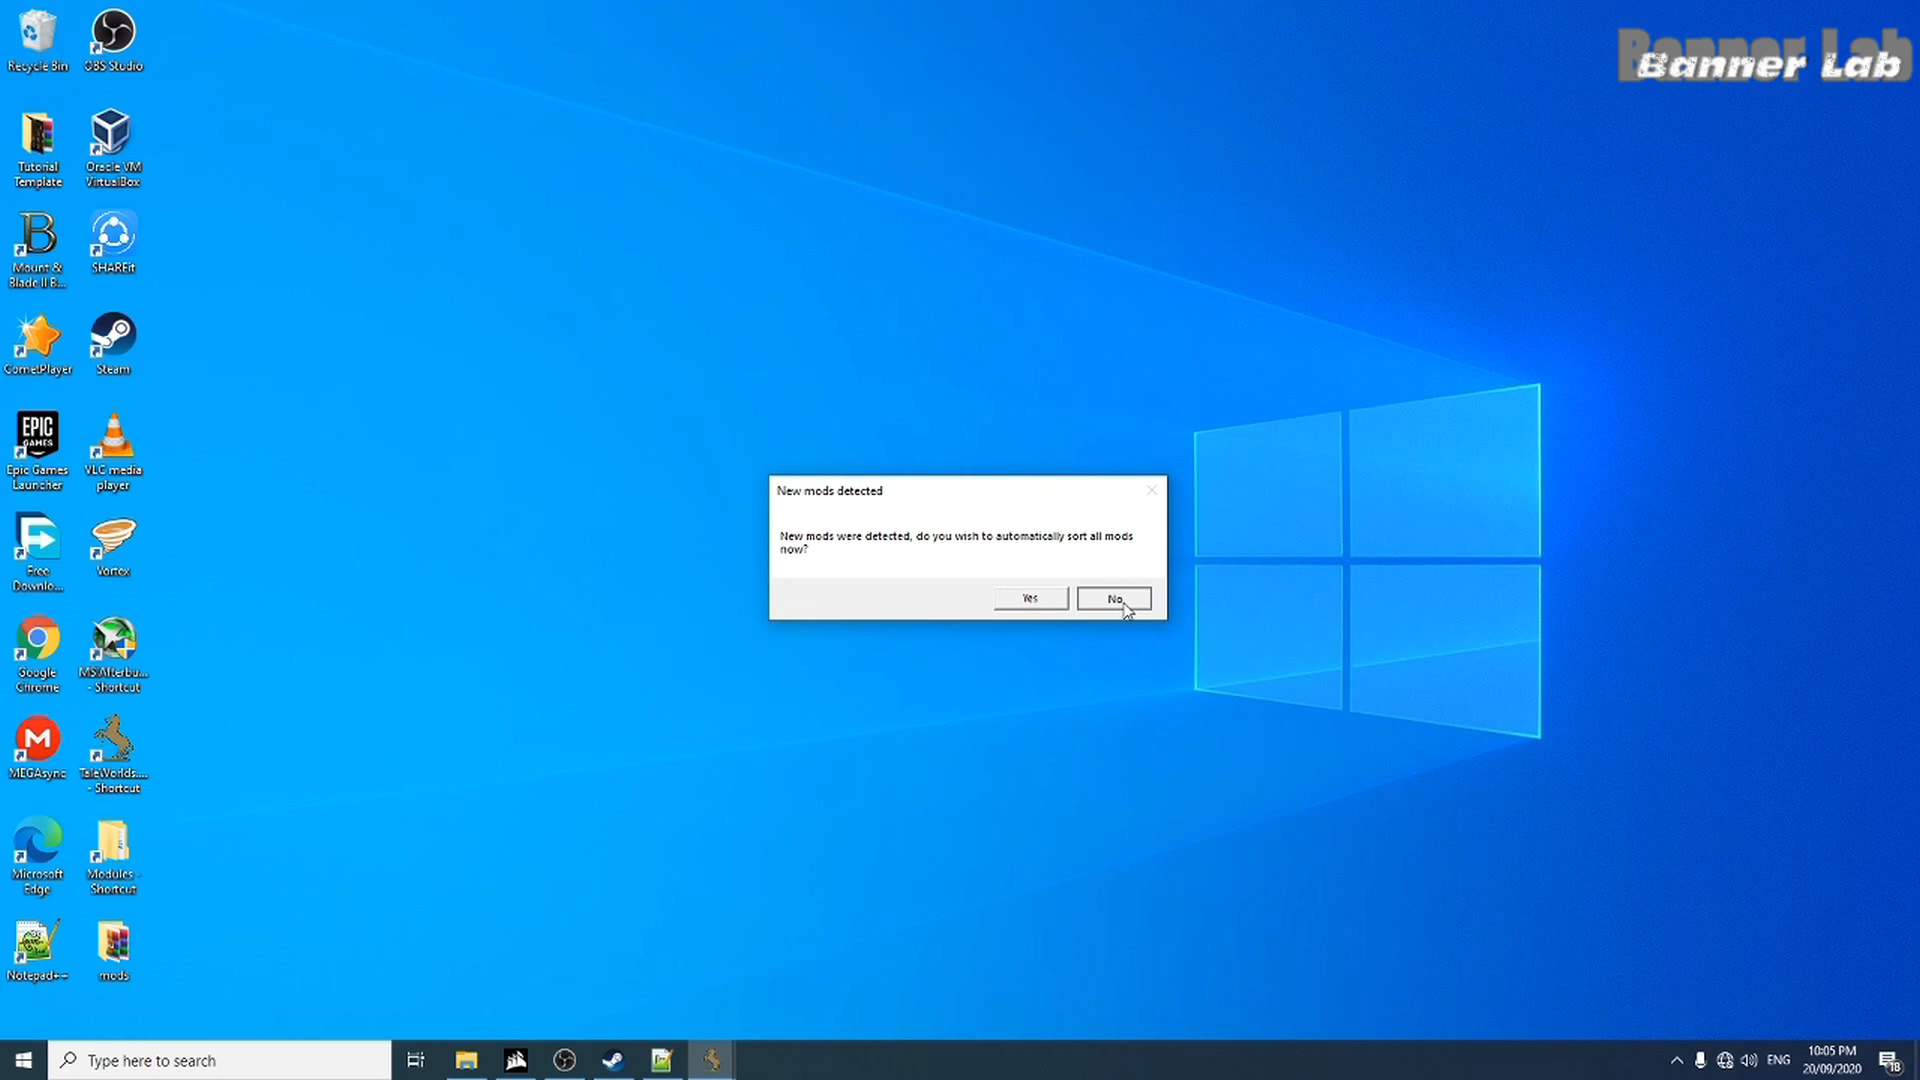 Recycle Bin
OBS Studio
Banner Lab
Banner Lab
Tutorial
Template
Oracle VM
VirtualBox
Mount &
Blade II B...
SHAREit
CometPlayer
Steam
EPIC
GAMES
Epic Games
Launcher
VLC media
player
Free
Downlo...
Vortex
Google
Chrome
MSIAfterbu...
- Shortcut
MEGAsync
TaleWorlds....
- Shortcut
Microsoft
Edge
Modules -
Shortcut
Notepad++
mods
New mods detected
New mods were detected, do you wish to automatically sort all mods
now?
Yes
No
Type here to search
ENG
10:05 PM
20/09/2020
18